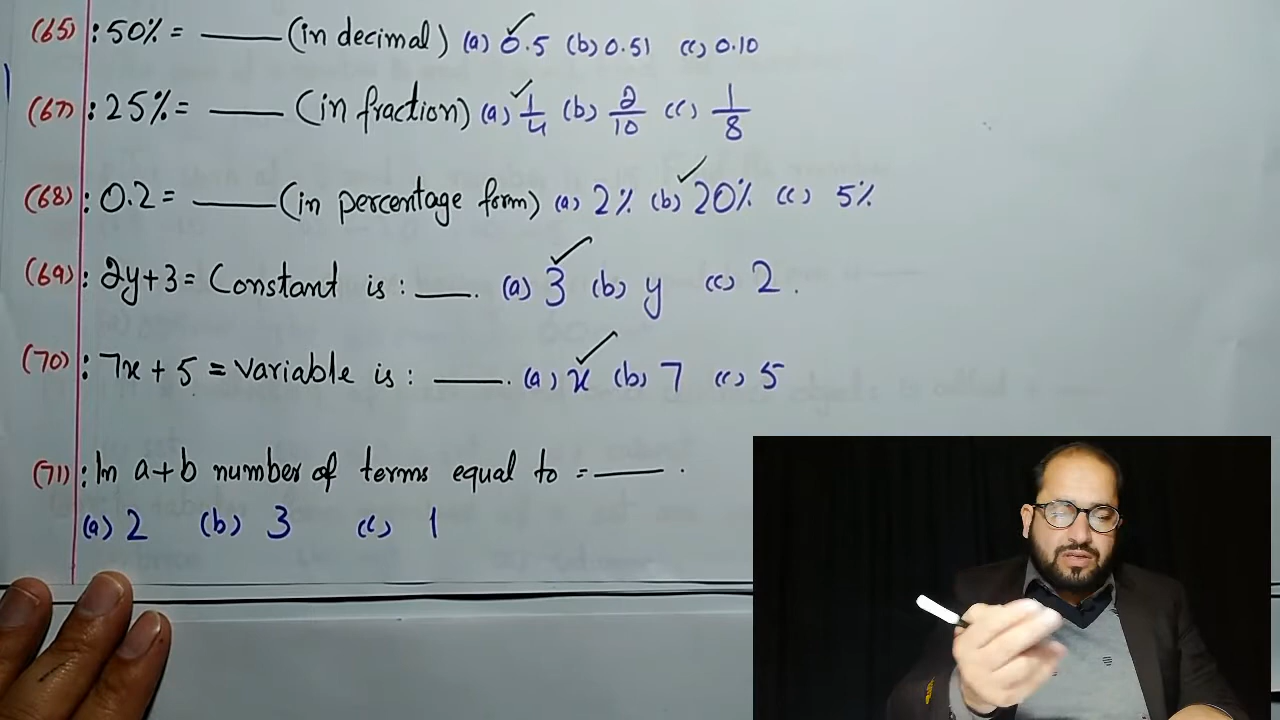 (65) : 50% = ____ (in decimal) (a) 0.5 (b) 0.51 (c) 0.10
(67) : 25% = ____ (in fraction) (a) 1/4 (b) 2/10 (c) 1/8
(68) : 0.2 = ____ (in percentage form) (a) 2% (b) 20% (c) 5%
(69) : 2y+3 = Constant is : ____. (a) 3 (b) y (c) 2.
(70) : 7x + 5 = variable is : ____. (a) x (b) 7 (c) 5
(71) : In a+b number of terms equal to = ____.
(a) 2 (b) 3 (c) 1